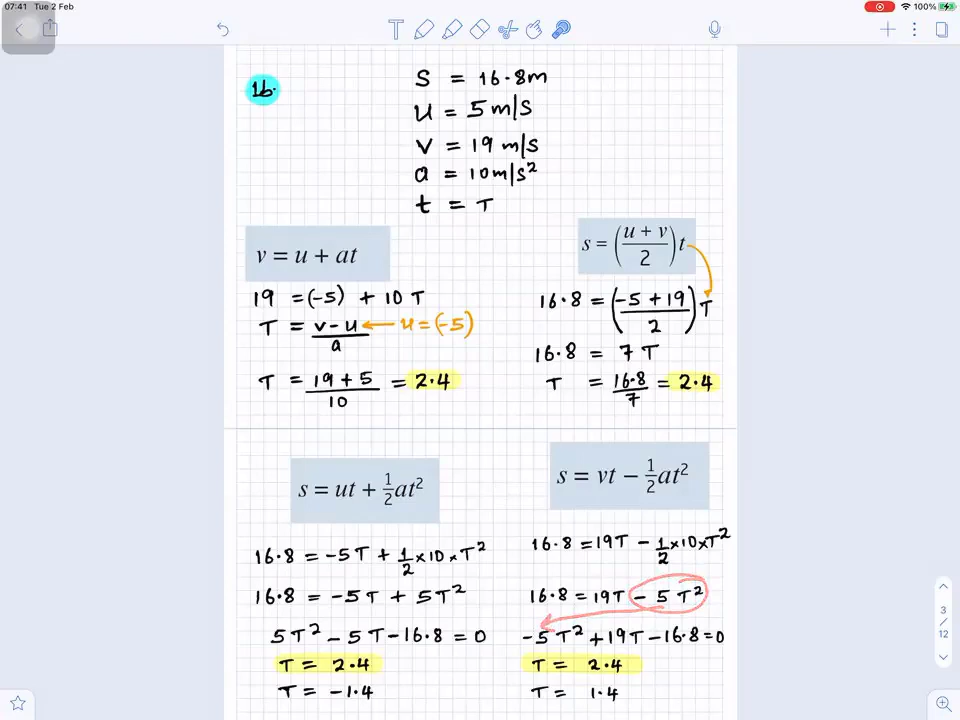 07:41 Tue 2 Feb
100%
T
16.
S = 16.8m
u = 5 m/s
v = 19 m/s
a = 10m/s²
t = T
v = u + at
19 = (-5) + 10 T
T = v - u / a ← u = (-5)
T = 19 + 5 / 10 = 2.4
s = (u + v / 2) t
16.8 = (-5 + 19 / 2) T
16.8 = 7 T
T = 16.8 / 7 = 2.4
s = ut + ½at²
16.8 = -5T + ½ × 10 × T²
16.8 = -5T + 5T²
5T² - 5T - 16.8 = 0
T = 2.4
T = -1.4
s = vt - ½at²
16.8 = 19T - ½ × 10 × T²
16.8 = 19T - 5T²
-5T² + 19T - 16.8 = 0
T = 2.4
T = 1.4
3
/
12